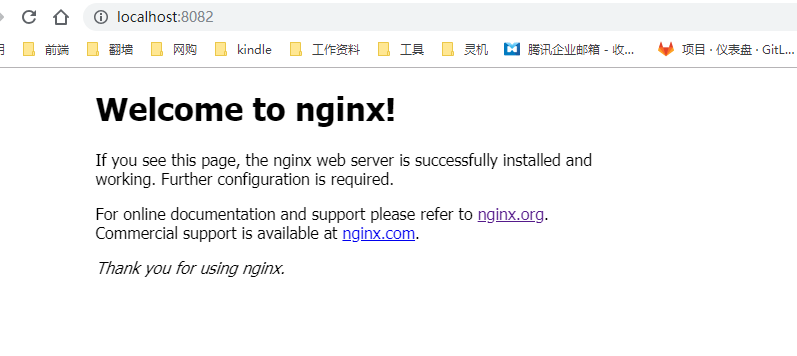 localhost:8082
前端 翻墙 网购 kindle 工作资料 工具 灵机 腾讯企业邮箱 - 收... 项目 · 仪表盘 · GitL...
Welcome to nginx!
If you see this page, the nginx web server is successfully installed and
working. Further configuration is required.
For online documentation and support please refer to nginx.org.
Commercial support is available at nginx.com.
Thank you for using nginx.